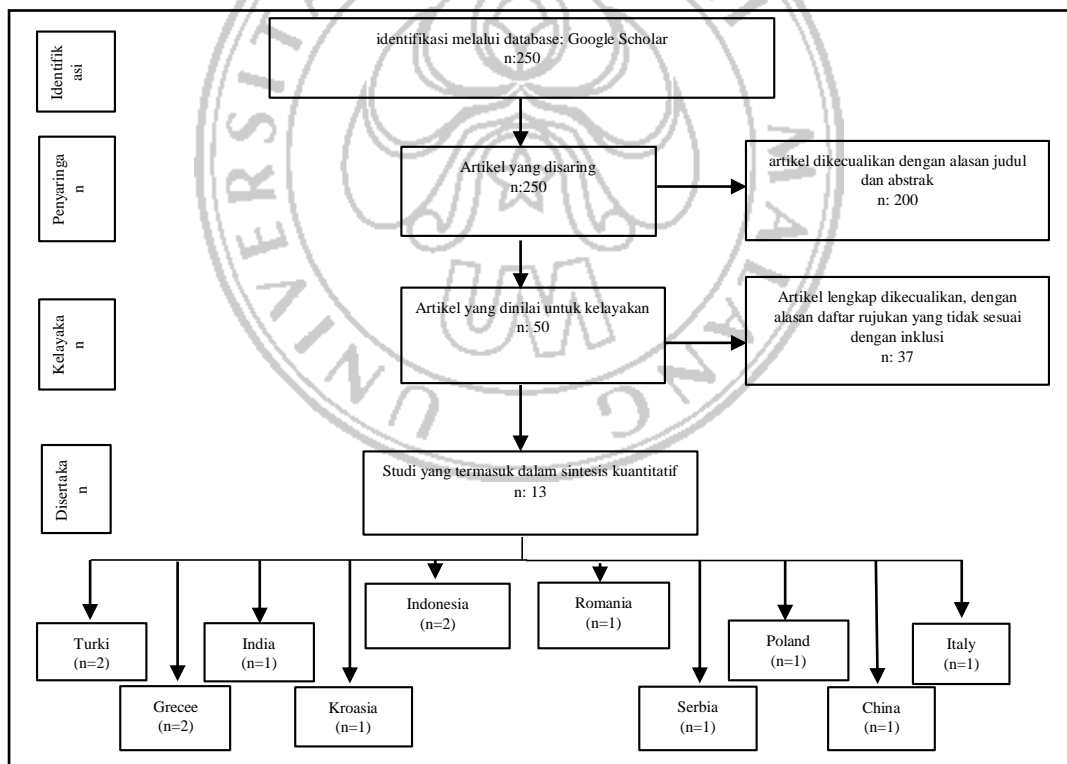 identifikasi melalui database: Google Scholar
n:250
Identifik
asi
Penyaringa
n
Artikel yang disaring
n:250
artikel dikecualikan dengan alasan judul
dan abstrak
n: 200
Kelayaka
n
Artikel yang dinilai untuk kelayakan
n: 50
Artikel lengkap dikecualikan, dengan
alasan daftar rujukan yang tidak sesuai
dengan inklusi
n: 37
Disertaka
n
Studi yang termasuk dalam sintesis kuantitatif
n: 13
Turki
(n=2)
Grecee
(n=2)
India
(n=1)
Kroasia
(n=1)
Indonesia
(n=2)
Romania
(n=1)
Serbia
(n=1)
Poland
(n=1)
China
(n=1)
Italy
(n=1)
UNIVERSITA
MALANG
UM